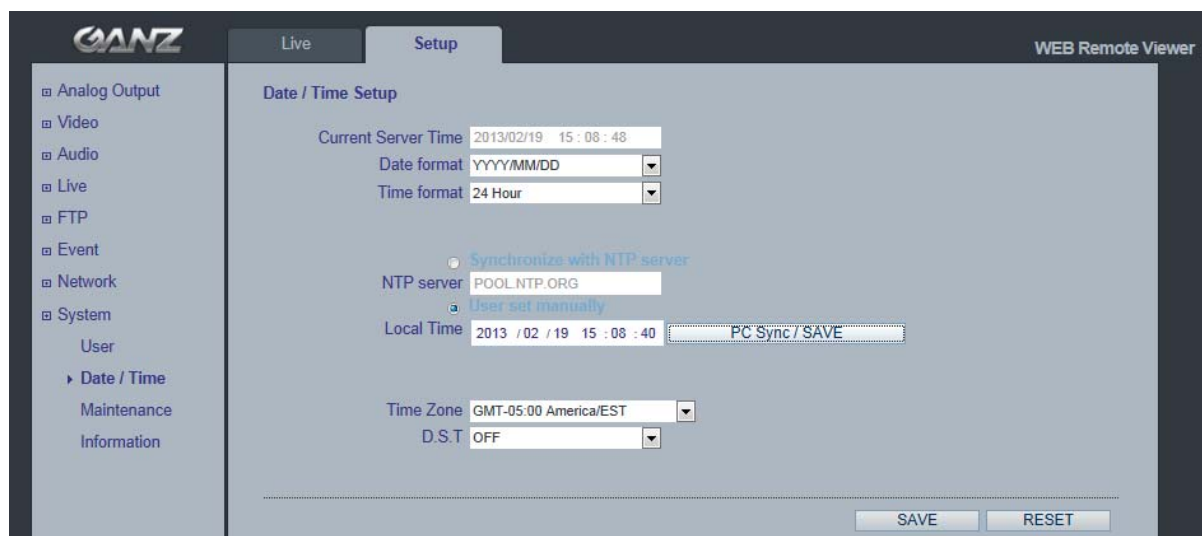 GANZ
Live
Setup
WEB Remote Viewer
Analog Output
Video
Audio
Live
FTP
Event
Network
System
User
Date / Time
Maintenance
Information
Date / Time Setup
Current Server Time 2013/02/19 15 : 08 : 48
Date format YYYY/MM/DD
Time format 24 Hour
Synchronize with NTP server
NTP server POOL.NTP.ORG
User set manually
Local Time 2013 / 02 / 19 15 : 08 : 40 PC Sync / SAVE
Time Zone GMT-05:00 America/EST
D.S.T OFF
SAVE RESET